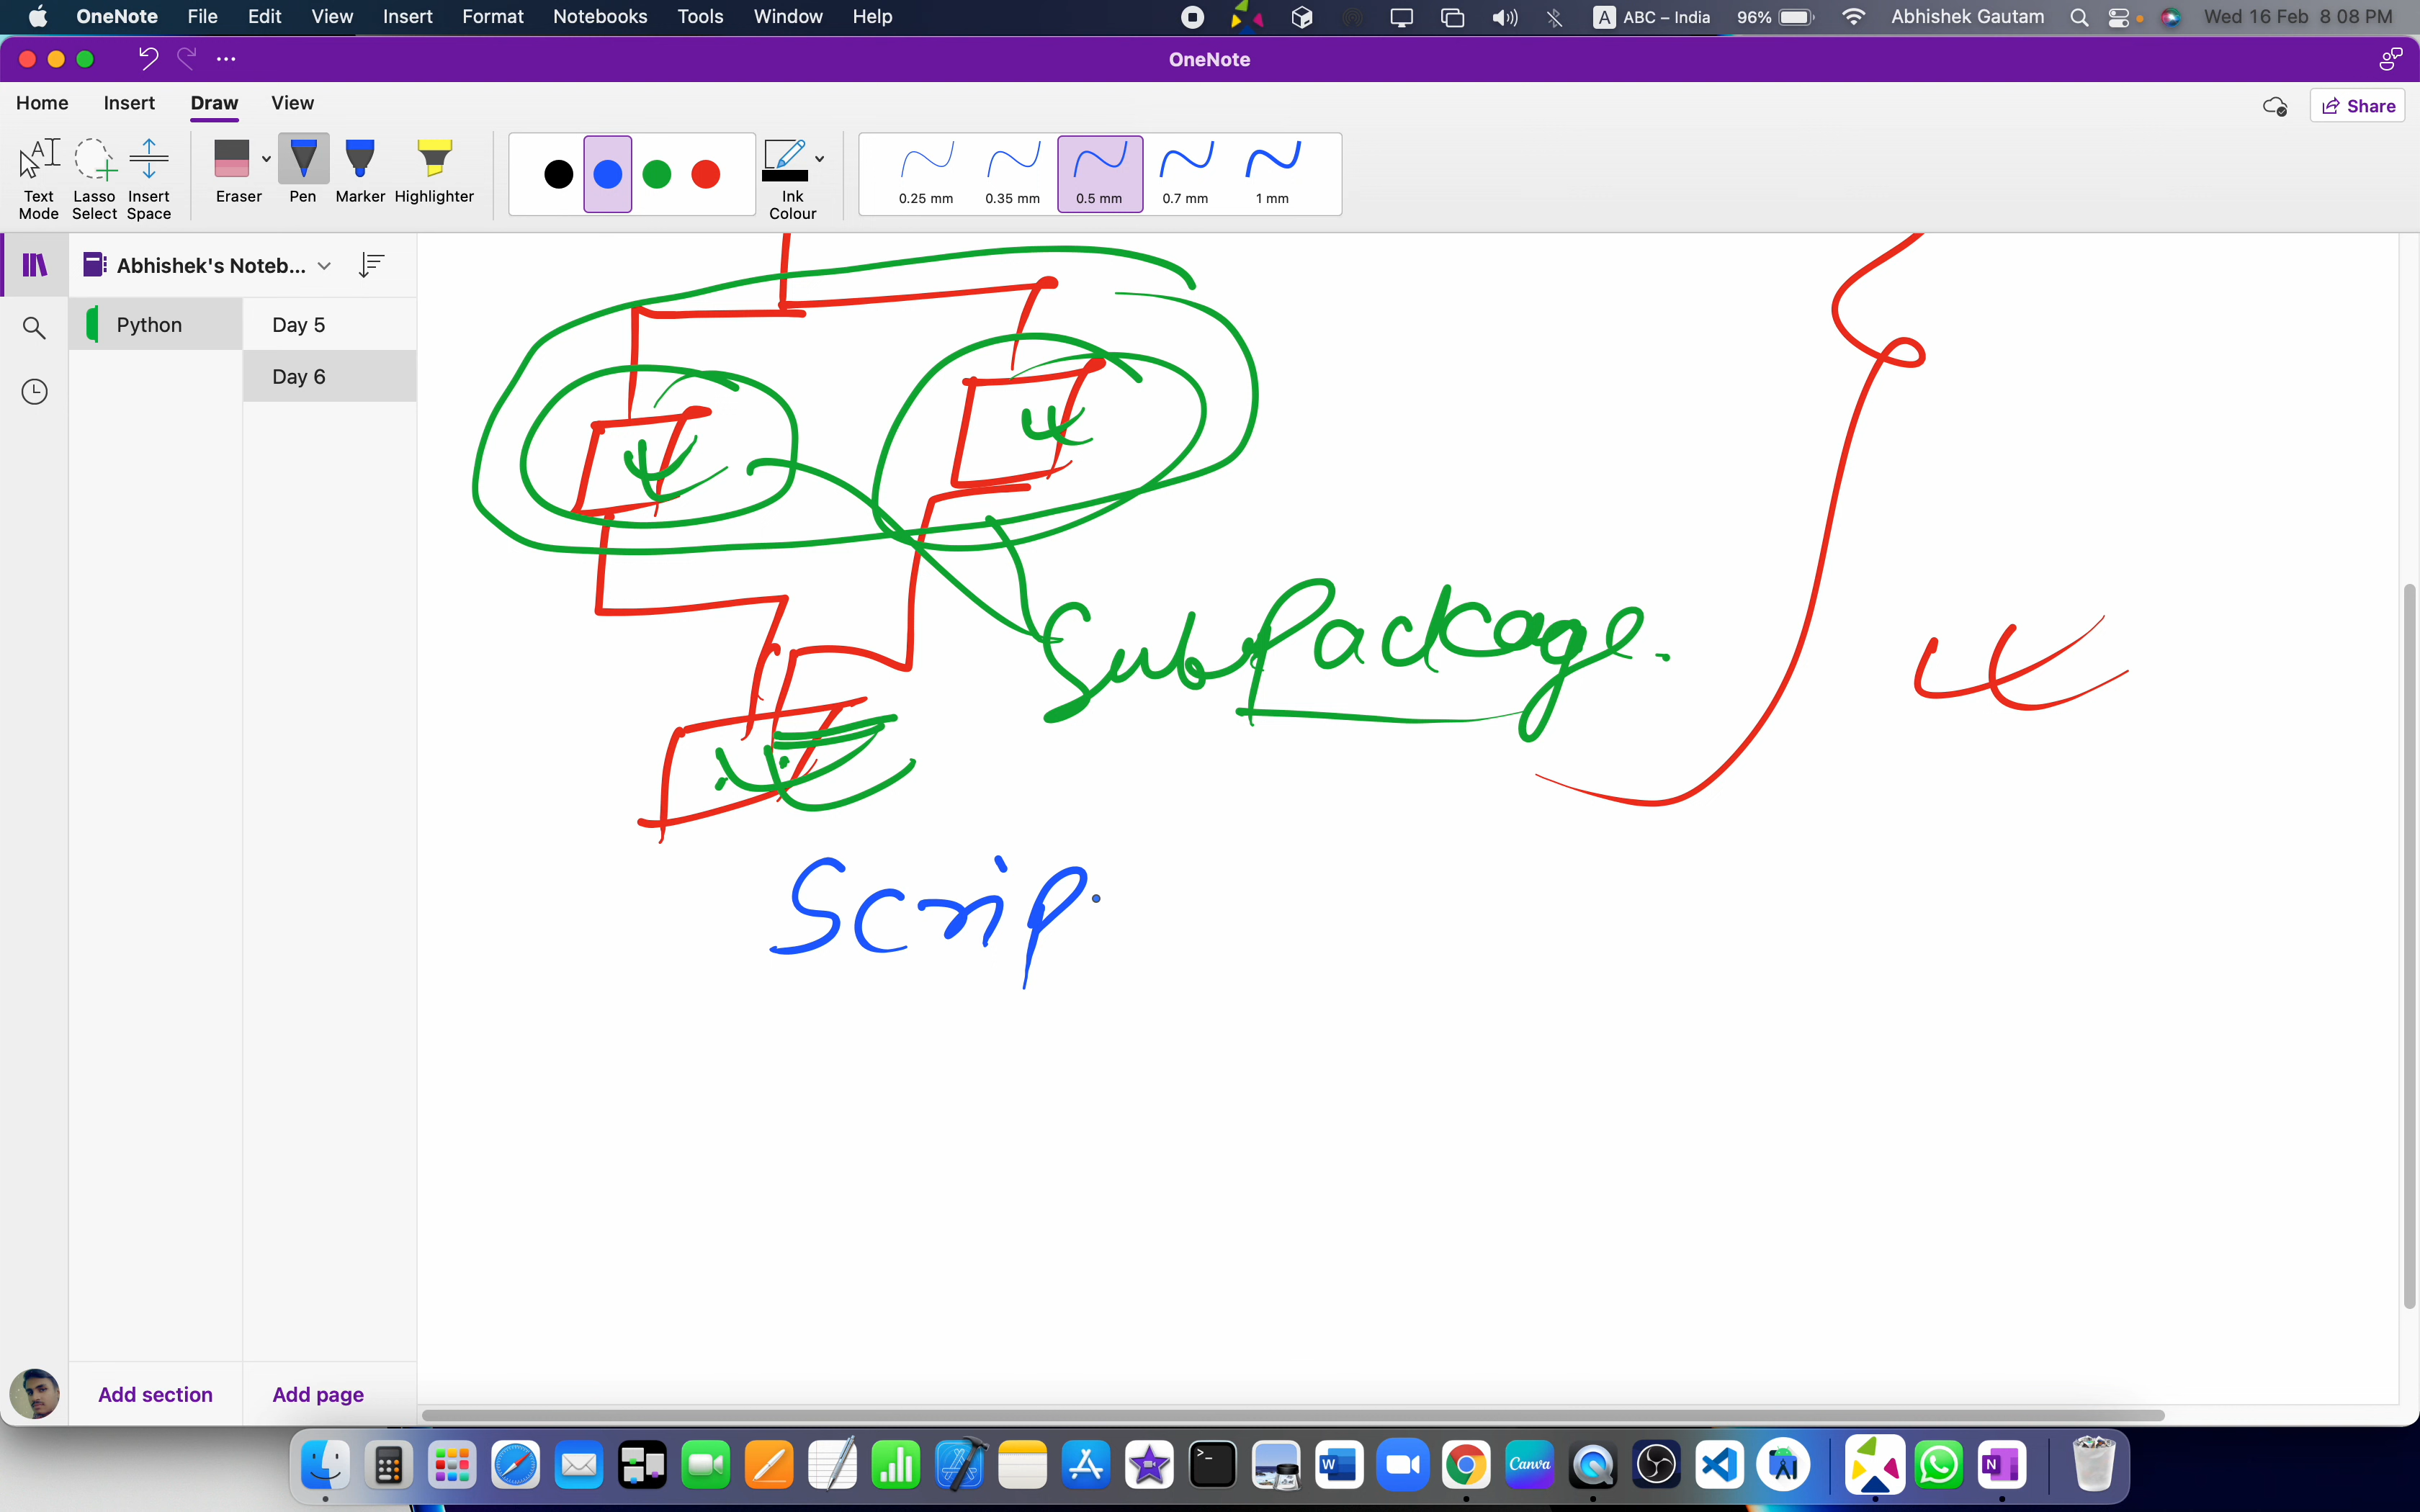 OneNote File Edit View Insert Format Notebooks Tools Window Help A ABC – India 96% Abhishek Gautam Wed 16 Feb 8 08 PM
OneNote
Home Insert Draw View Share
Text Mode Lasso Select Insert Space Eraser Pen Marker Highlighter Ink Colour 0.25 mm 0.35 mm 0.5 mm 0.7 mm 1 mm
Abhishek's Noteb...
Python Day 5
Day 6
SubPackage.
Scrip
Add section Add page
Canva